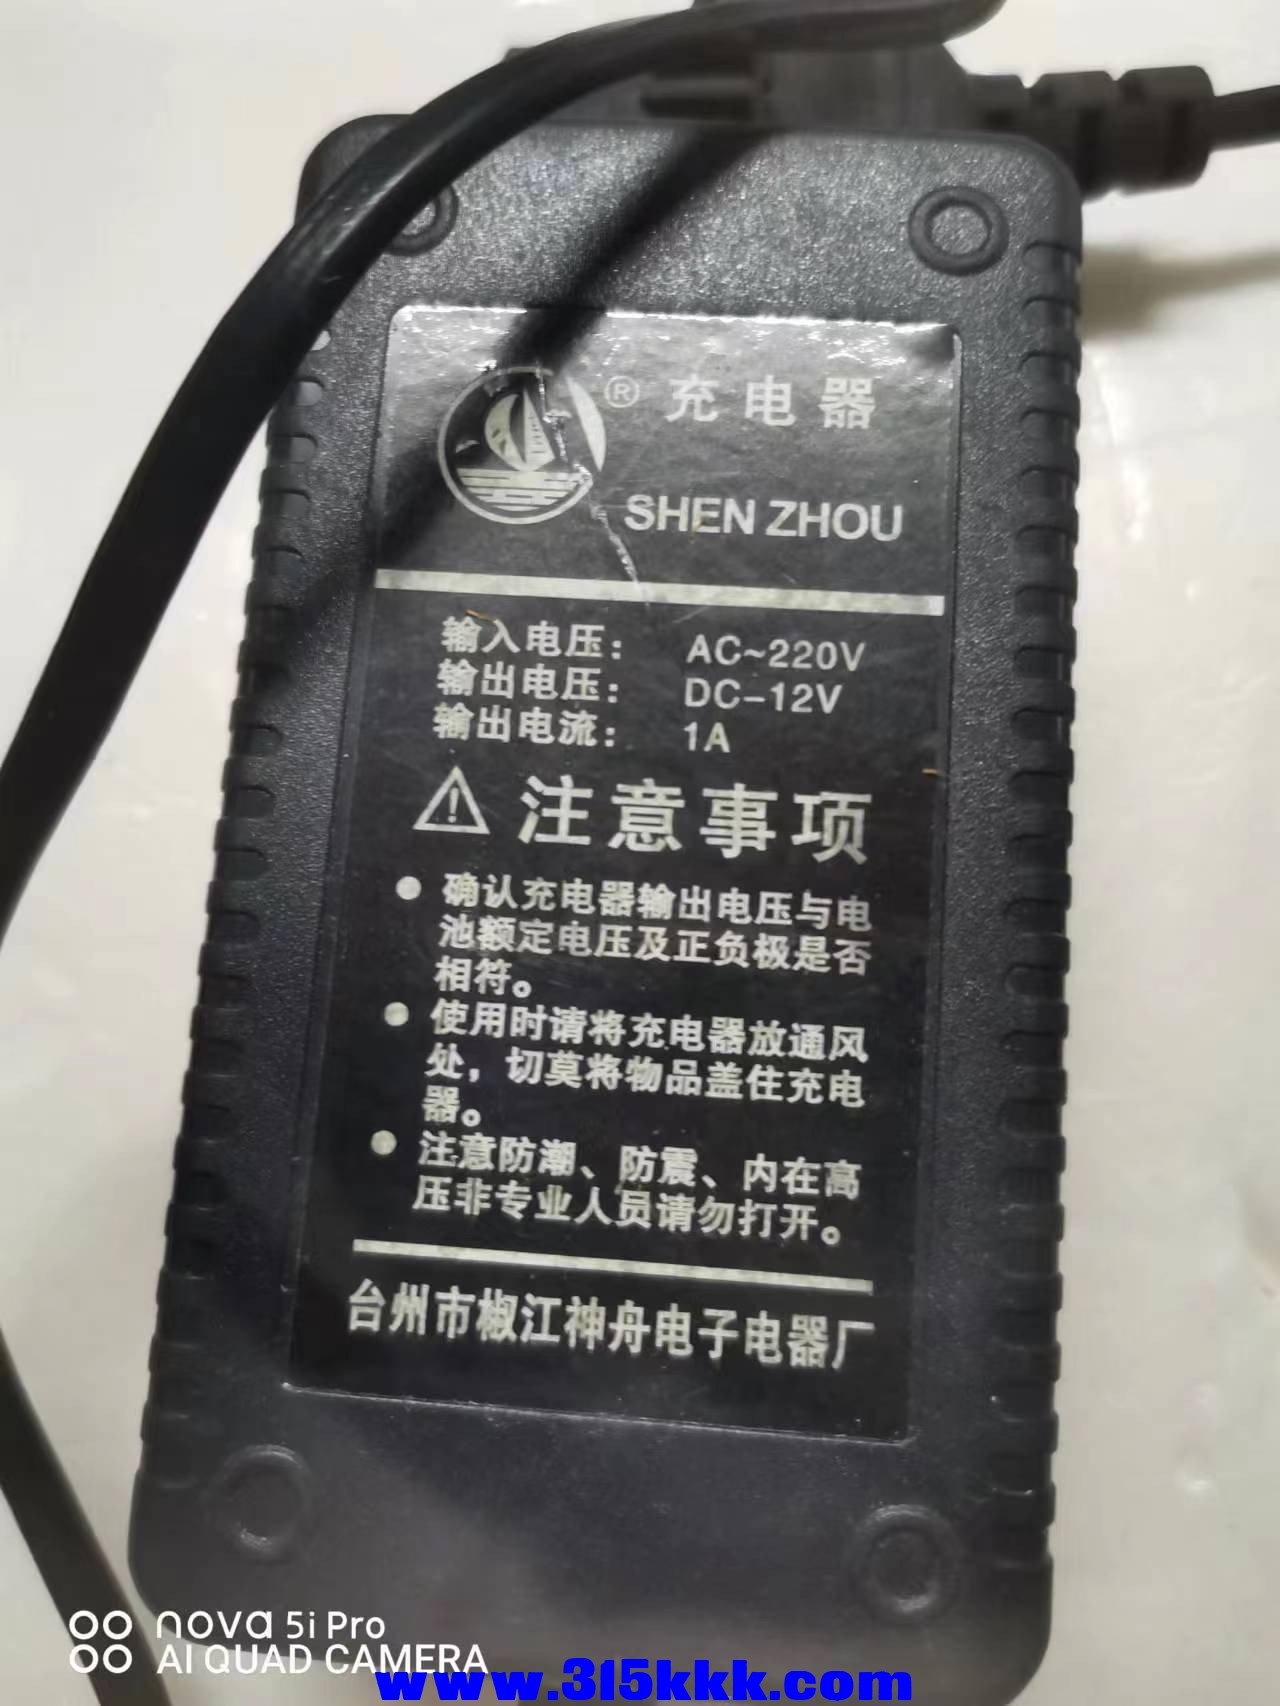 ® 充电器
SHEN ZHOU
输入电压： AC~220V
输出电压： DC-12V
输出电流： 1A
注意事项
● 确认充电器输出电压与电
池额定电压及正负极是否
相符。
● 使用时请将充电器放通风
处，切莫将物品盖住充电
器。
● 注意防潮、防震、内在高
压非专业人员请勿打开。
台州市椒江神舟电子电器厂
nova 5i Pro
AI QUAD CAMERA
www.315kkk.com